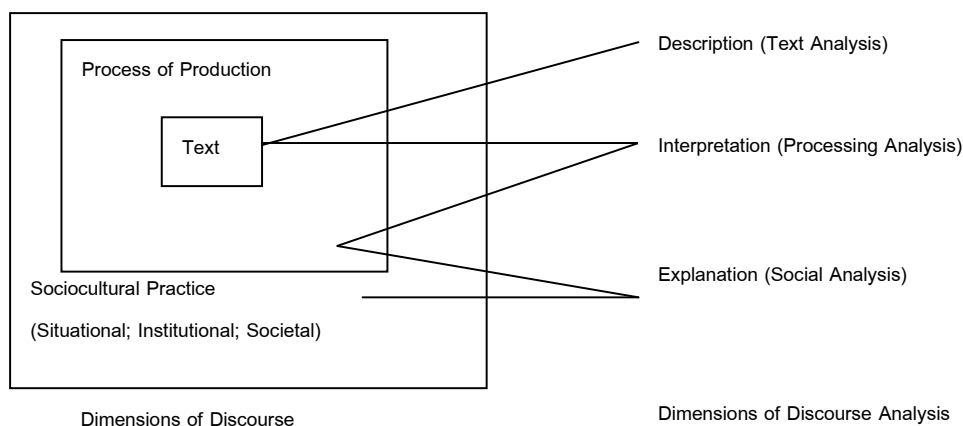 Process of Production
Text
Sociocultural Practice
(Situational; Institutional; Societal)
Dimensions of Discourse
Description (Text Analysis)
Interpretation (Processing Analysis)
Explanation (Social Analysis)
Dimensions of Discourse Analysis